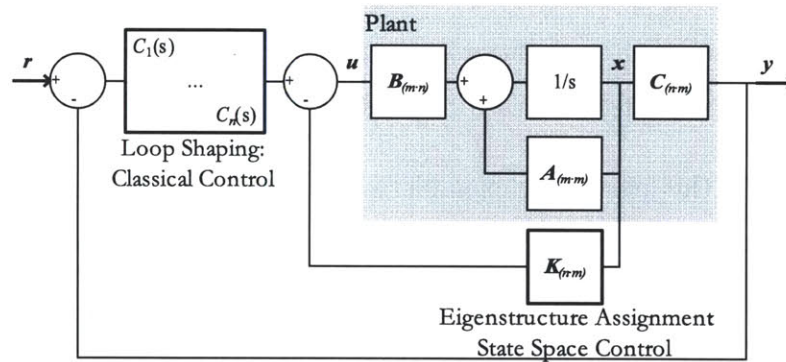 Plant
r
+
-
C₁(s)
...
Cₙ(s)
Loop Shaping:
Classical Control
+
-
u
B(m·n)
+
+
1/s
x
C(n·m)
y
A(m·m)
K(n·m)
Eigenstructure Assignment
State Space Control